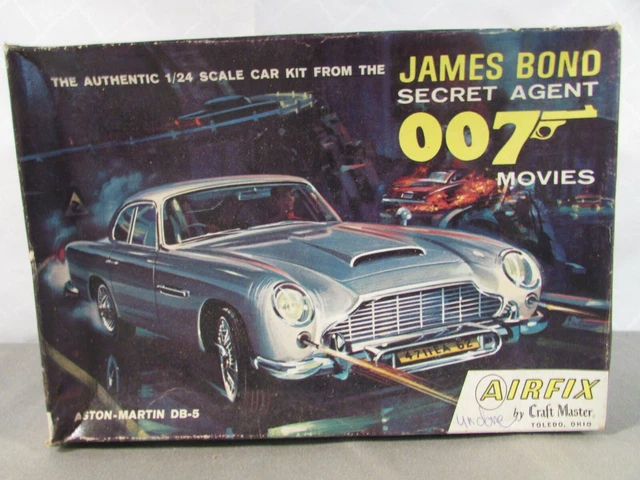 THE AUTHENTIC 1/24 SCALE CAR KIT FROM THE
JAMES BOND
SECRET AGENT
007
MOVIES
ASTON-MARTIN DB-5
AIRFIX
by Craft Master.
TOLEDO, OHIO
undone